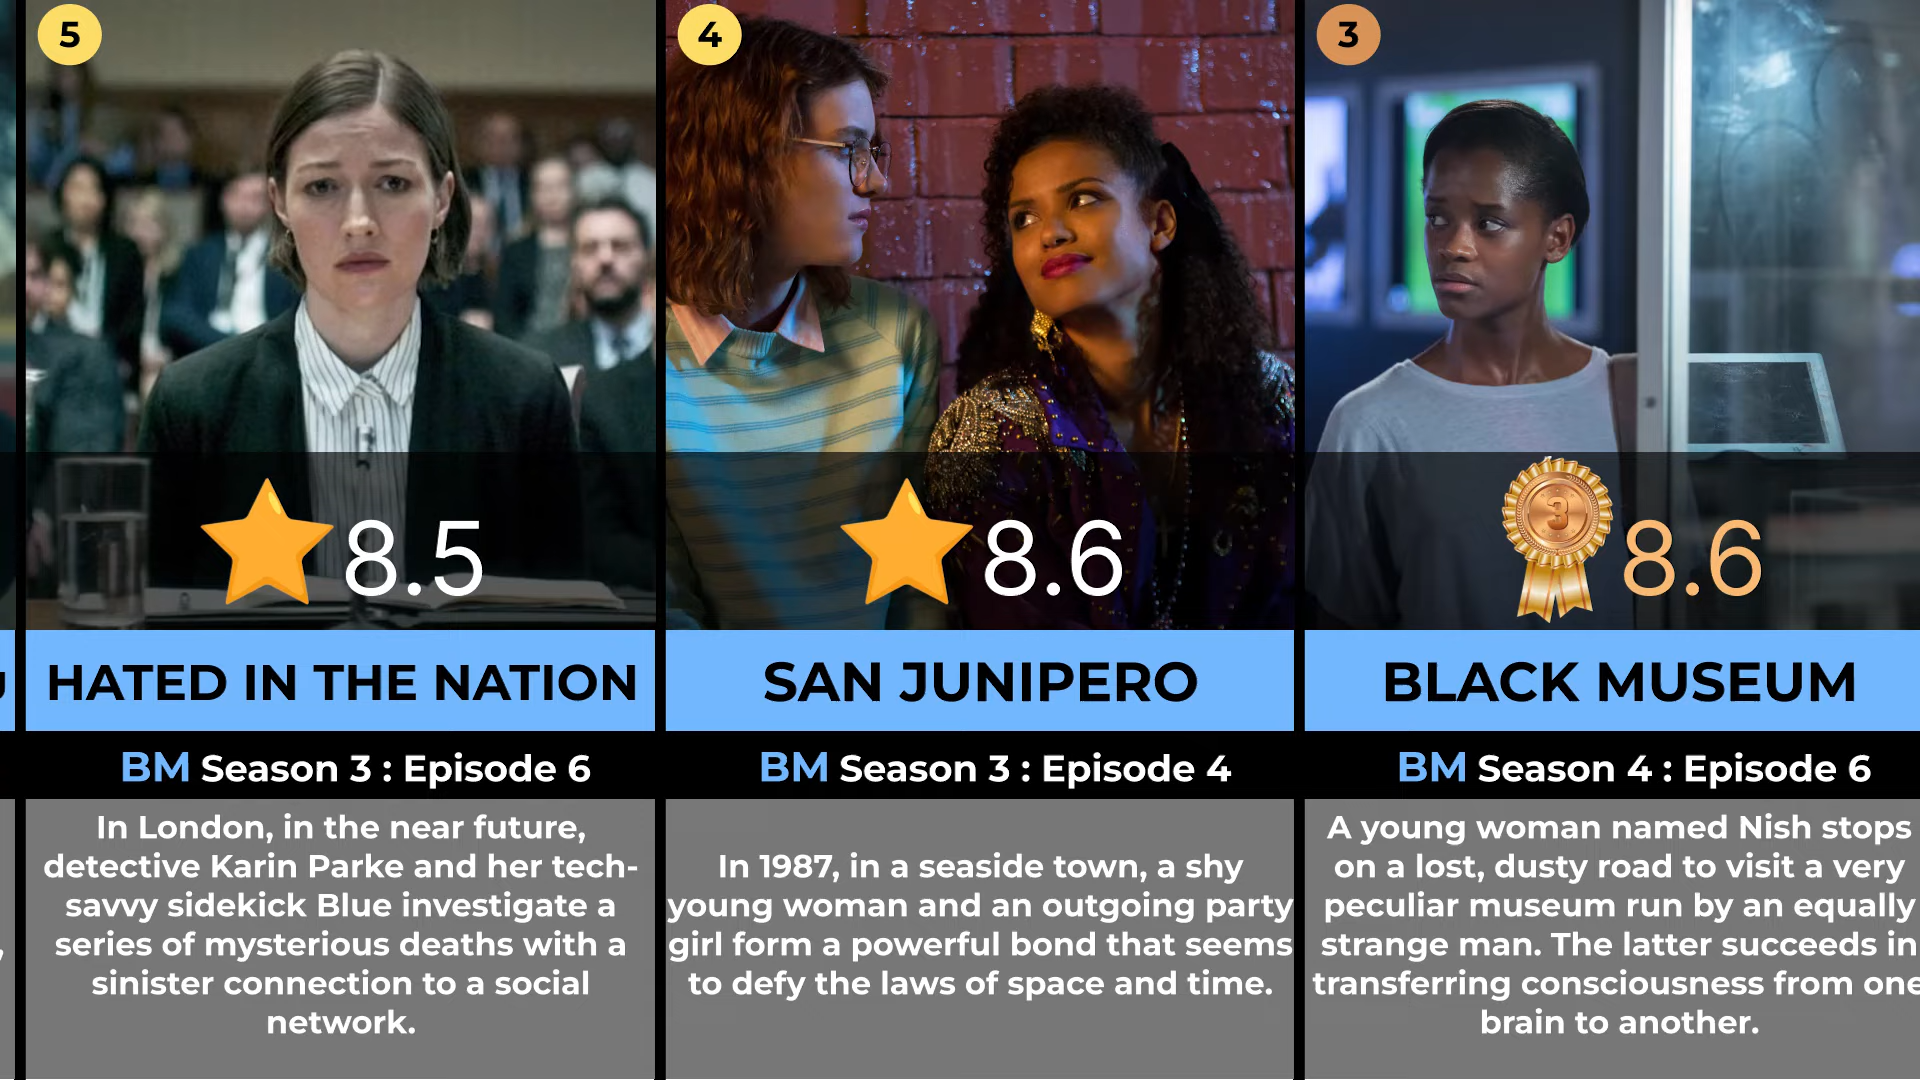 5
8.5
HATED IN THE NATION
BM Season 3 : Episode 6
In London, in the near future,
detective Karin Parke and her tech-
savvy sidekick Blue investigate a
series of mysterious deaths with a
sinister connection to a social
network.
4
8.6
SAN JUNIPERO
BM Season 3 : Episode 4
In 1987, in a seaside town, a shy
young woman and an outgoing party
girl form a powerful bond that seems
to defy the laws of space and time.
3
3
8.6
BLACK MUSEUM
BM Season 4 : Episode 6
A young woman named Nish stops
on a lost, dusty road to visit a very
peculiar museum run by an equally
strange man. The latter succeeds in
transferring consciousness from one
brain to another.